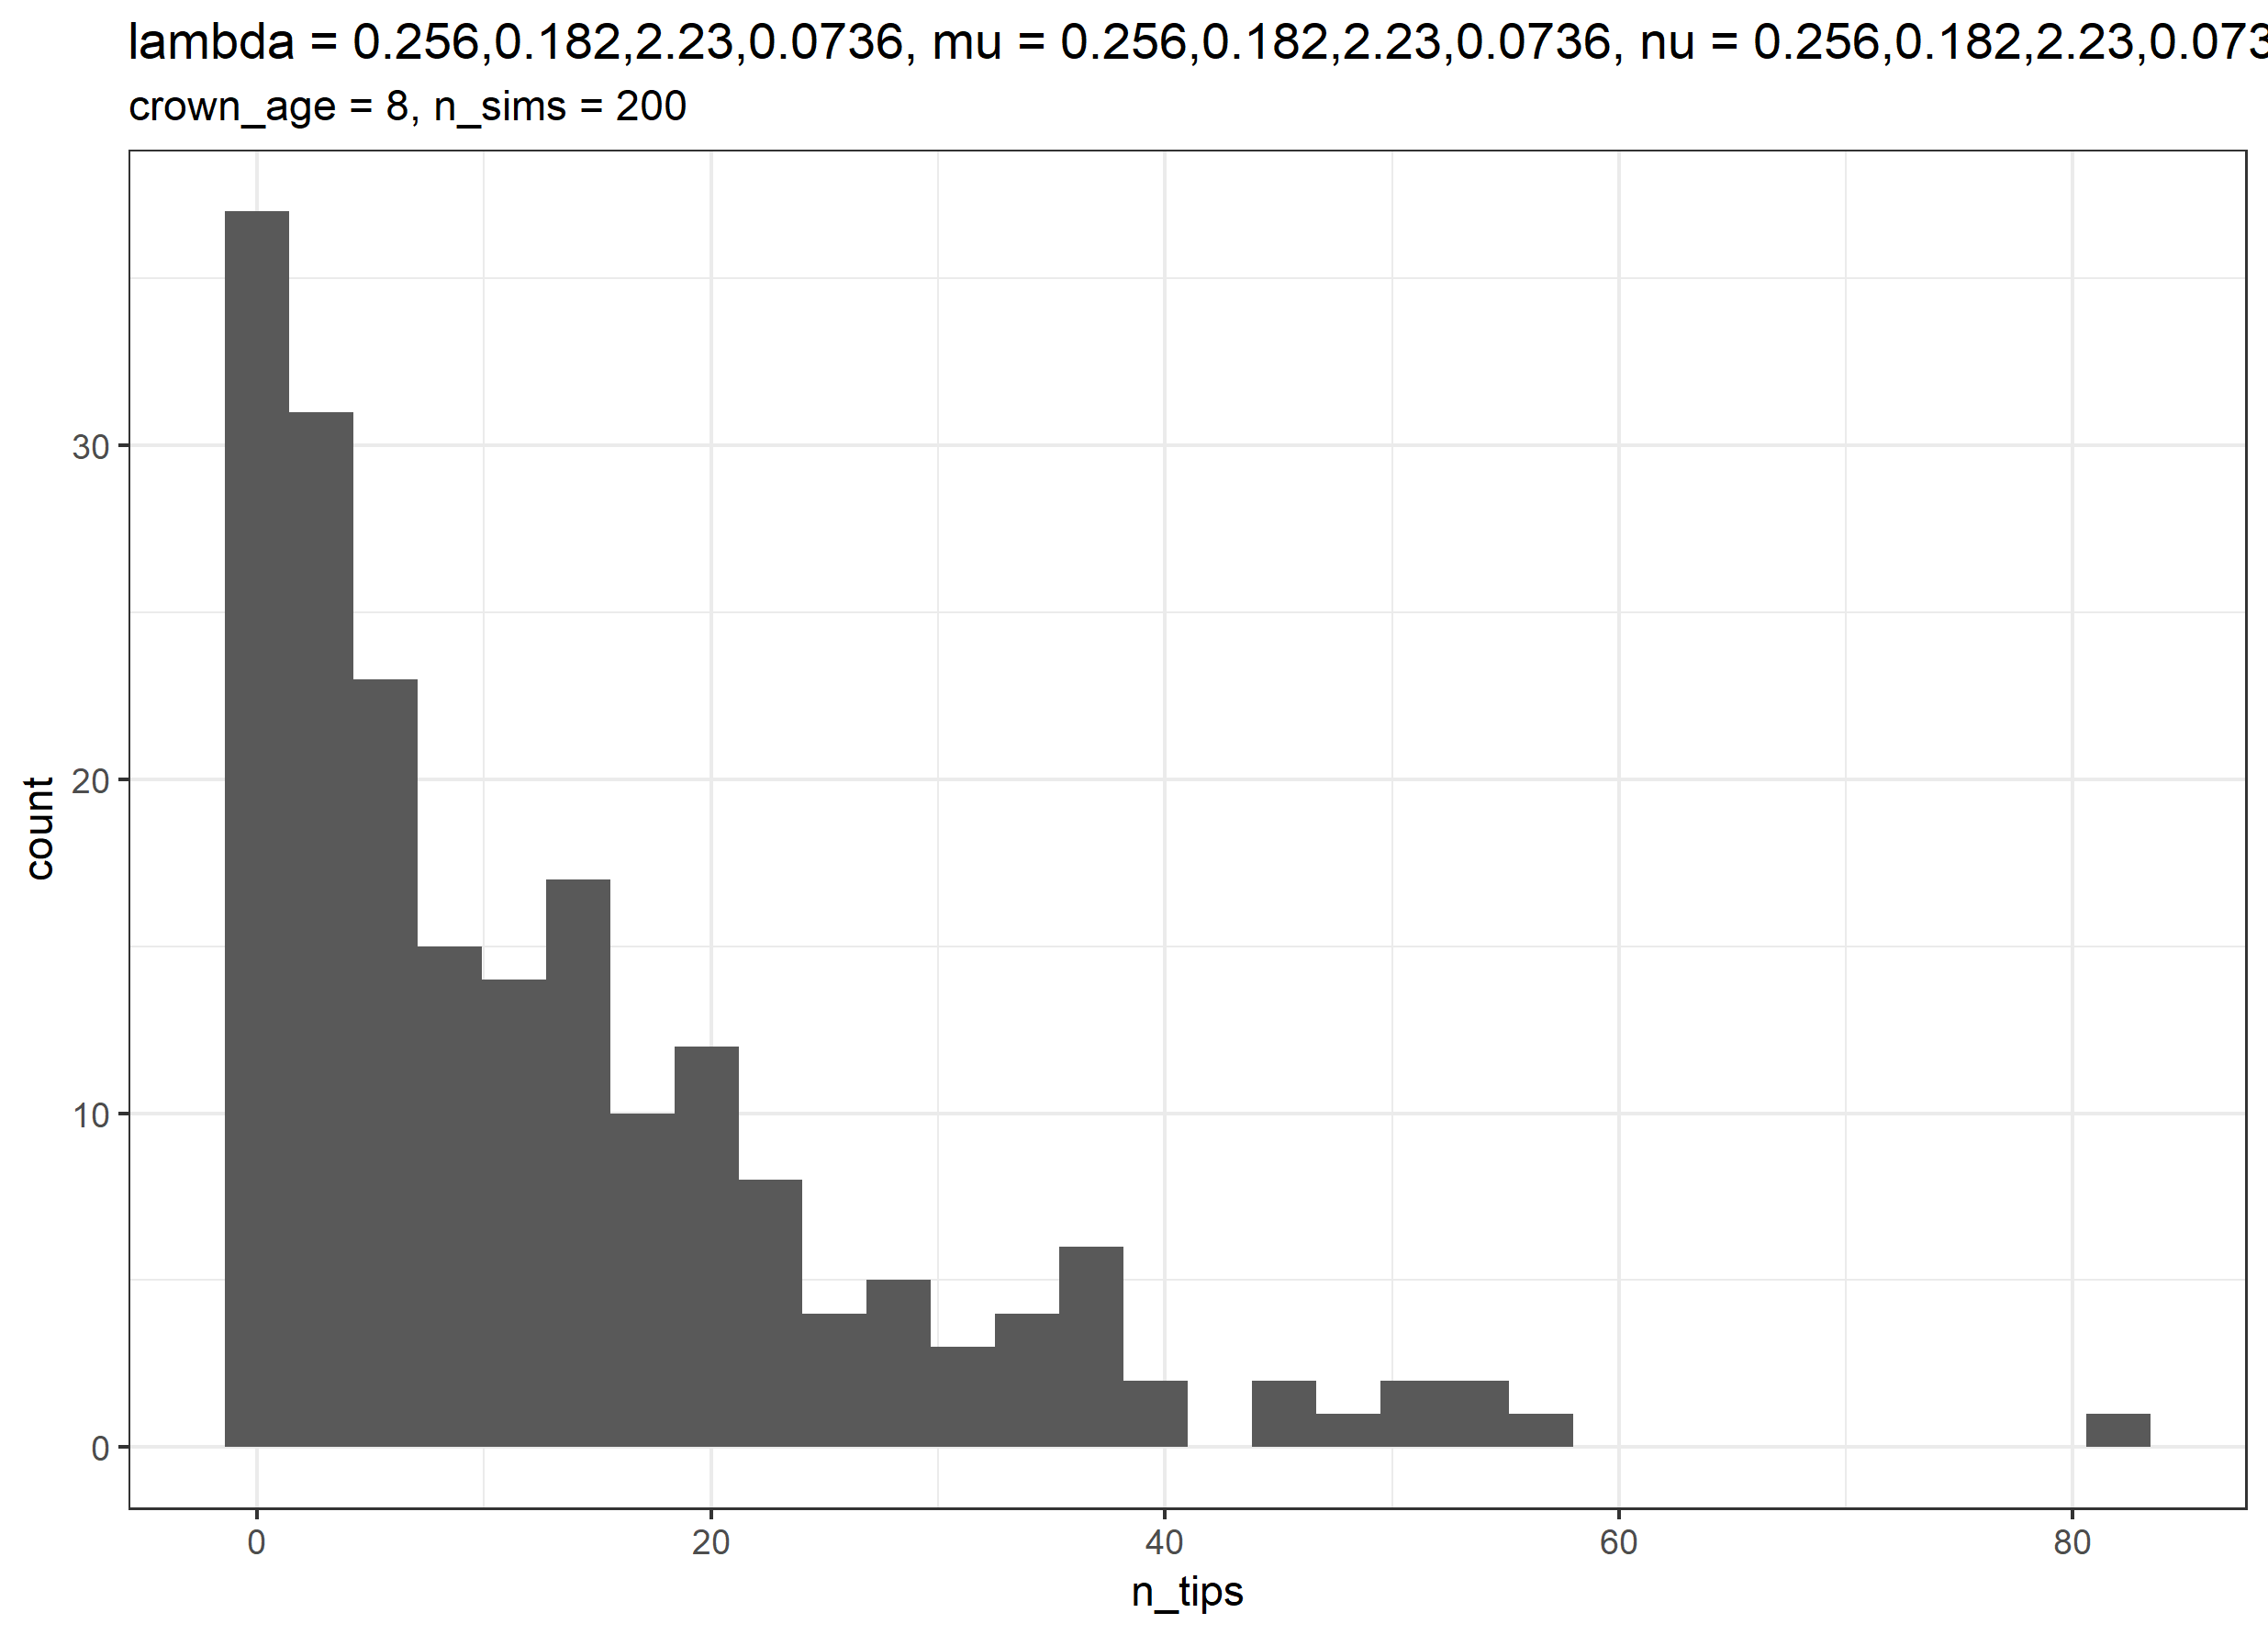 lambda = 0.256,0.182,2.23,0.0736, mu = 0.256,0.182,2.23,0.0736, nu = 0.256,0.182,2.23,0.073
crown_age = 8, n_sims = 200
30
20
10
0
count
0 20 40 60 80
n_tips